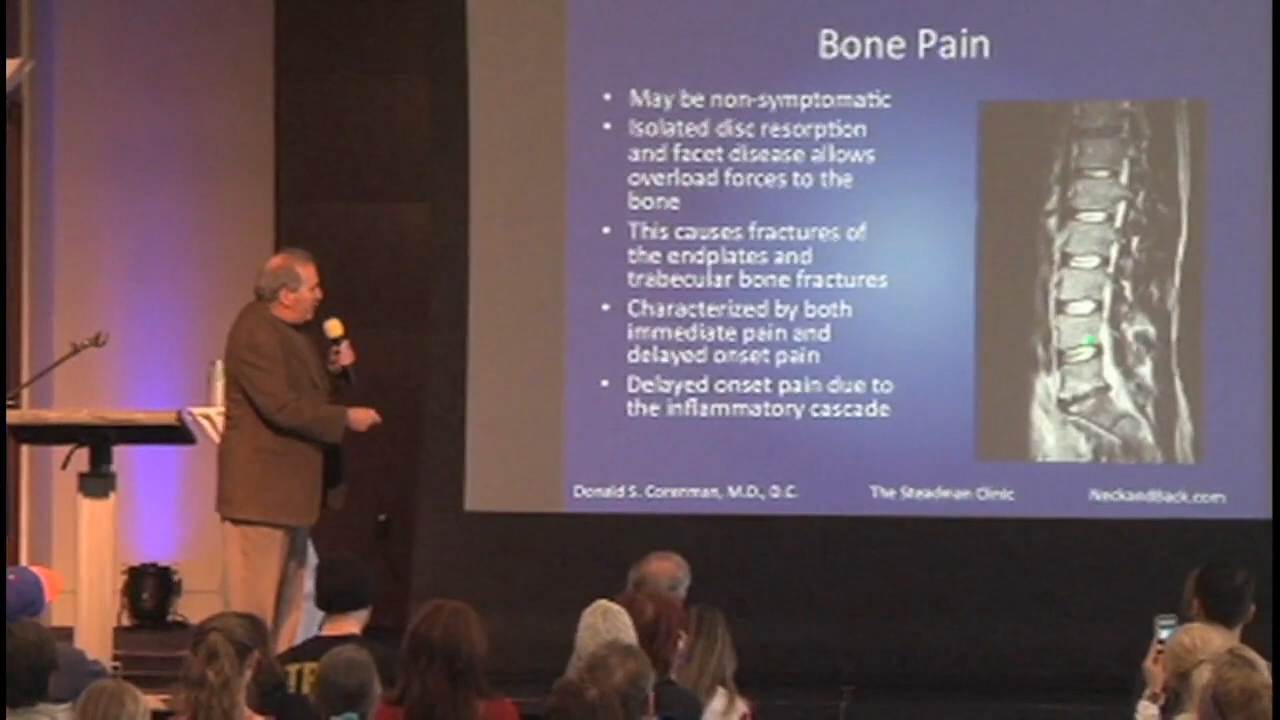 Bone Pain
• May be non-symptomatic
• Isolated disc resorption
and facet disease allows
overload forces to the
bone
• This causes fractures of
the endplates and
trabecular bone fractures
• Characterized by both
immediate pain and
delayed onset pain
• Delayed onset pain due to
the inflammatory cascade
Donald S. Corenman, M.D., D.C. The Steadman Clinic NeckandBack.com